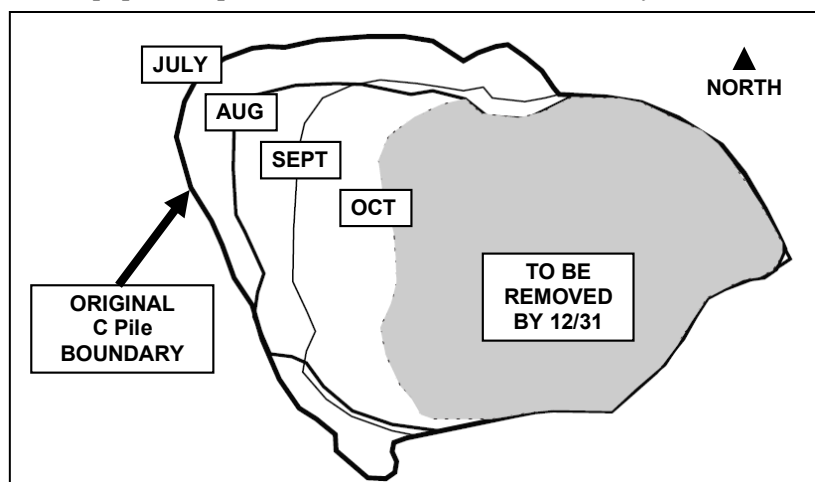 JULY
NORTH
AUG
SEPT
OCT
TO BE
REMOVED
BY 12/31
ORIGINAL
C Pile
BOUNDARY